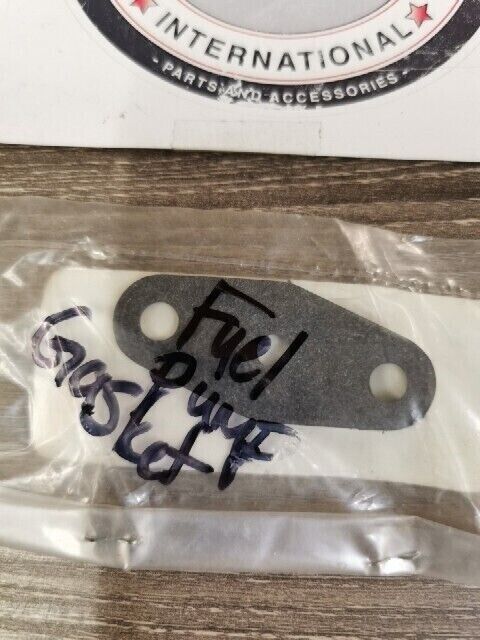 INTERNATIONAL
- PARTS AND ACCESSORIES -
Fuel
PUMP
Gasket